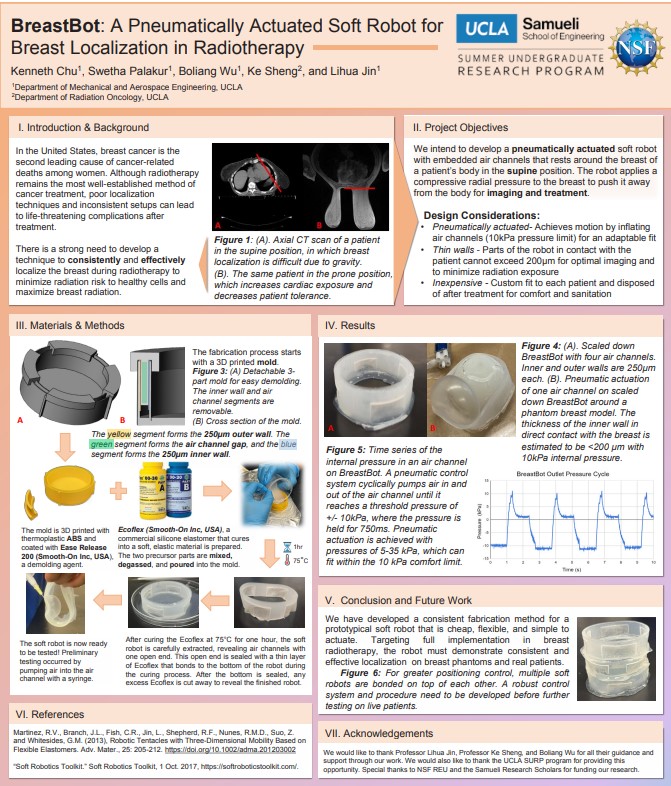 BreastBot: A Pneumatically Actuated Soft Robot for
Breast Localization in Radiotherapy
Kenneth Chu1, Swetha Palakur1, Boliang Wu1, Ke Sheng2, and Lihua Jin1
1Department of Mechanical and Aerospace Engineering, UCLA
2Department of Radiation Oncology, UCLA
UCLA Samueli
School of Engineering
SUMMER UNDERGRADUATE
RESEARCH PROGRAM
NSF
I. Introduction & Background
In the United States, breast cancer is the
second leading cause of cancer-related
deaths among women. Although radiotherapy
remains the most well-established method of
cancer treatment, poor localization
techniques and inconsistent setups can lead
to life-threatening complications after
treatment.
There is a strong need to develop a
technique to consistently and effectively
localize the breast during radiotherapy to
minimize radiation risk to healthy cells and
maximize breast radiation.
A
B
Figure 1: (A). Axial CT scan of a patient
in the supine position, in which breast
localization is difficult due to gravity.
(B). The same patient in the prone position,
which increases cardiac exposure and
decreases patient tolerance.
II. Project Objectives
We intend to develop a pneumatically actuated soft robot
with embedded air channels that rests around the breast of
a patient's body in the supine position. The robot applies a
compressive radial pressure to the breast to push it away
from the body for imaging and treatment.
Design Considerations:
• Pneumatically actuated- Achieves motion by inflating
air channels (10kPa pressure limit) for an adaptable fit
• Thin walls - Parts of the robot in contact with the
patient cannot exceed 200μm for optimal imaging and
to minimize radiation exposure
• Inexpensive - Custom fit to each patient and disposed
of after treatment for comfort and sanitation
III. Materials & Methods
A
B
The fabrication process starts
with a 3D printed mold.
Figure 3: (A) Detachable 3-
part mold for easy demolding.
The inner wall and air
channel segments are
removable.
(B) Cross section of the mold.
The yellow segment forms the 250μm outer wall. The
green segment forms the air channel gap, and the blue
segment forms the 250μm inner wall.
A
B
The mold is 3D printed with
thermoplastic ABS and
coated with Ease Release
200 (Smooth-On Inc, USA),
a demolding agent.
Ecoflex (Smooth-On Inc, USA), a
commercial silicone elastomer that cures
into a soft, elastic material is prepared.
The two precursor parts are mixed,
degassed, and poured into the mold.
1hr
75°C
The soft robot is now ready
to be tested! Preliminary
testing occurred by
pumping air into the air
channel with a syringe.
After curing the Ecoflex at 75°C for one hour, the soft
robot is carefully extracted, revealing air channels with
one open end. This open end is sealed with a thin layer
of Ecoflex that bonds to the bottom of the robot during
the curing process. After the bottom is sealed, any
excess Ecoflex is cut away to reveal the finished robot.
IV. Results
A
B
Figure 4: (A). Scaled down
BreastBot with four air channels.
Inner and outer walls are 250μm
each. (B). Pneumatic actuation
of one air channel on scaled
down BreastBot around a
phantom breast model. The
thickness of the inner wall in
direct contact with the breast is
estimated to be <200 μm with
10kPa internal pressure.
Figure 5: Time series of the
internal pressure in an air channel
on BreastBot. A pneumatic control
system cyclically pumps air in and
out of the air channel until it
reaches a threshold pressure of
+/- 10kPa, where the pressure is
held for 750ms. Pneumatic
actuation is achieved with
pressures of 5-35 kPa, which can
fit within the 10 kPa comfort limit.
BreastBot Outlet Pressure Cycle
Pressure (kPa)
15
10
5
0
-5
-10
-15
0 1 2 3 4 5 6 7 8 9 10
Time (s)
V. Conclusion and Future Work
We have developed a consistent fabrication method for a
prototypical soft robot that is cheap, flexible, and simple to
actuate. Targeting full implementation in breast
radiotherapy, the robot must demonstrate consistent and
effective localization on breast phantoms and real patients.
Figure 6: For greater positioning control, multiple soft
robots are bonded on top of each other. A robust control
system and procedure need to be developed before further
testing on live patients.
VI. References
Martinez, R.V., Branch, J.L., Fish, C.R., Jin, L., Shepherd, R.F., Nunes, R.M.D., Suo, Z.
and Whitesides, G.M. (2013), Robotic Tentacles with Three-Dimensional Mobility Based on
Flexible Elastomers. Adv. Mater., 25: 205-212. https://doi.org/10.1002/adma.201203002
"Soft Robotics Toolkit." Soft Robotics Toolkit, 1 Oct. 2017, https://softroboticstoolkit.com/.
VII. Acknowledgements
We would like to thank Professor Lihua Jin, Professor Ke Sheng, and Boliang Wu for all their guidance and
support through our work. We would also like to thank the UCLA SURP program for providing this
opportunity. Special thanks to NSF REU and the Samueli Research Scholars for funding our research.